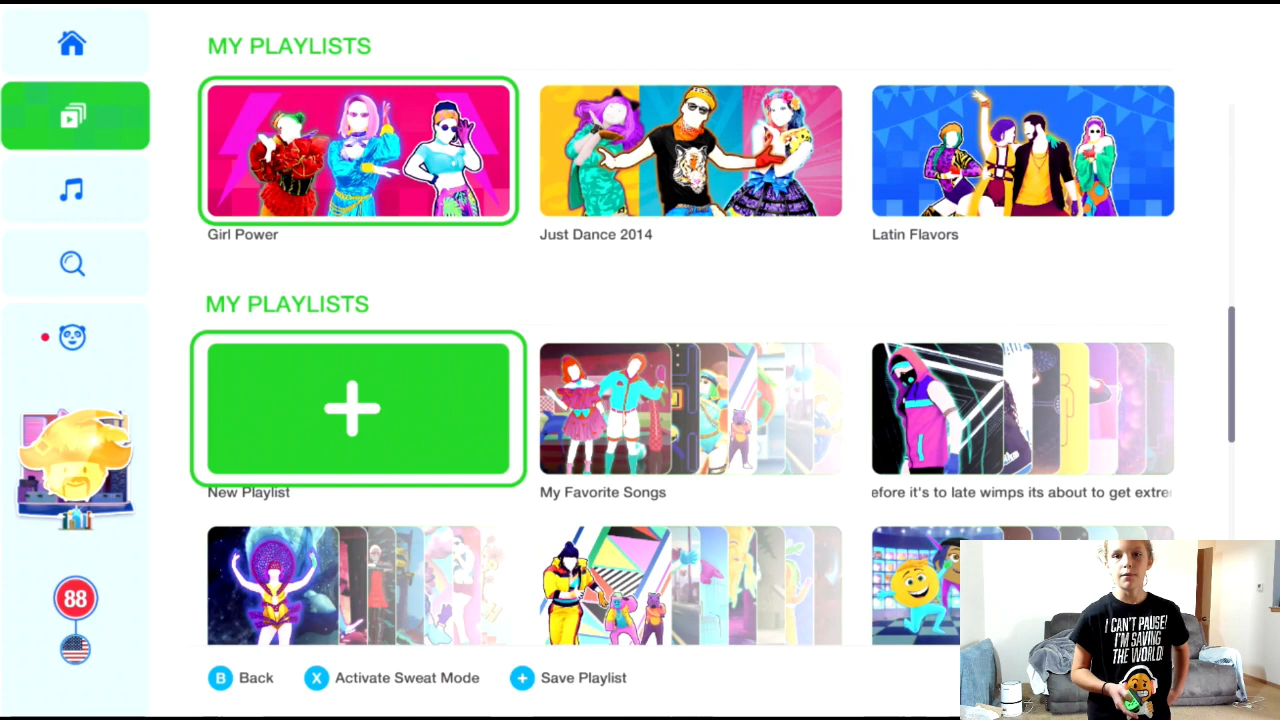 MY PLAYLISTS
Girl Power
Just Dance 2014
Latin Flavors
MY PLAYLISTS
New Playlist
My Favorite Songs
efore it's to late wimps its about to get extre
88
B Back
X Activate Sweat Mode
+ Save Playlist
I CAN'T PAUSE!
I'M SAVING
THE WORLD!